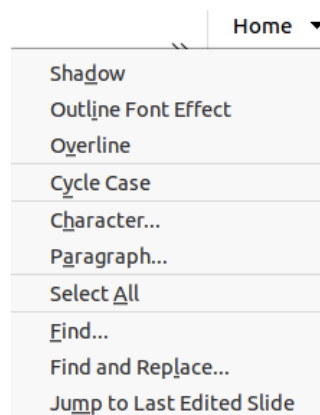 Home
Shadow
Outline Font Effect
Overline
Cycle Case
Character...
Paragraph...
Select All
Find...
Find and Replace...
Jump to Last Edited Slide